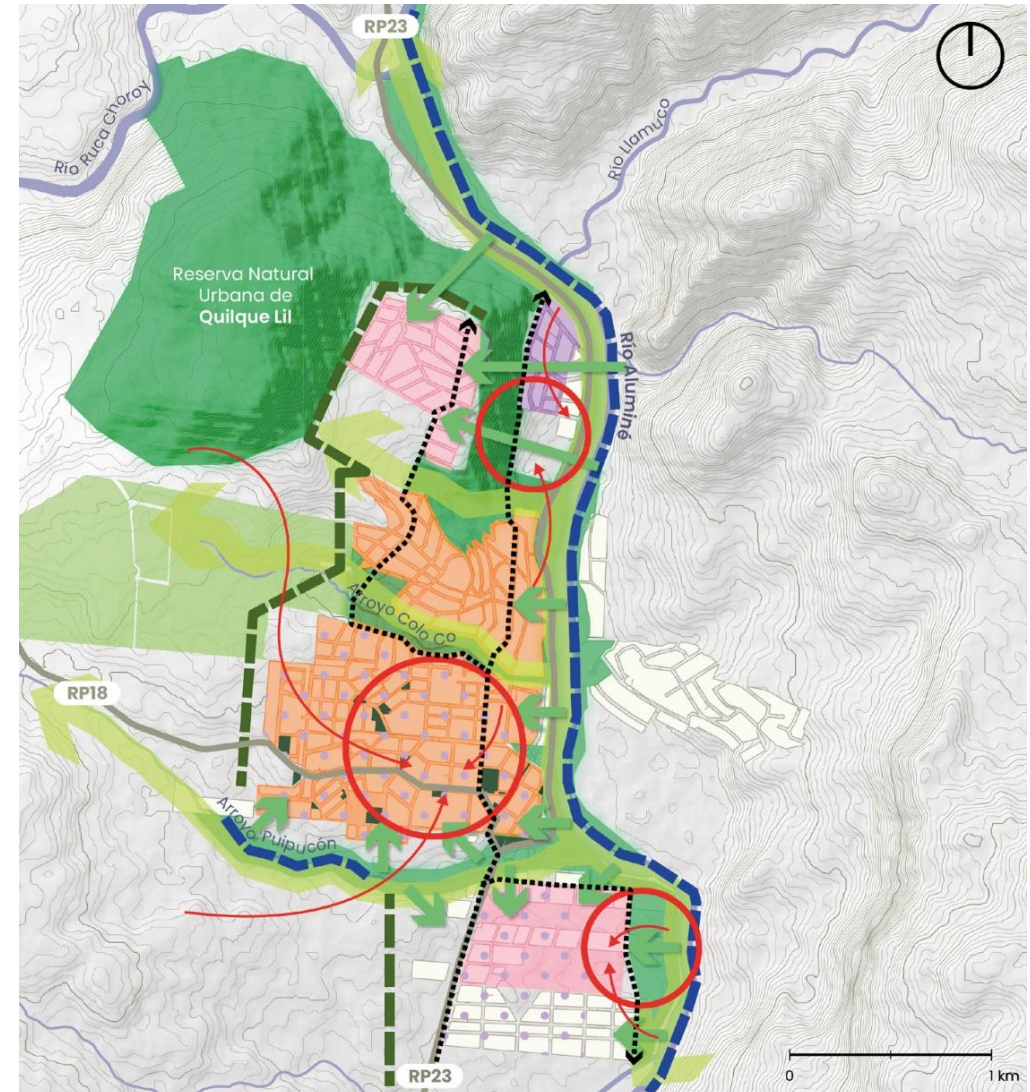 RP23
Río Ruca Choroy
Río Llamuco
Reserva Natural
Urbana de
Quilque Lil
Río Aluminé
Arroyo Colo Co
RP18
Arroyo Puipucón
RP23
0
1 km